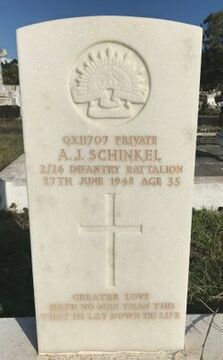 QX11707 PRIVATE
A.J. SCHINKEL
2/26 INFANTRY BATTALION
27TH JUNE 1943 AGE 35
GREATER LOVE
HATH NO MAN THAN THIS
THAT HE LAY DOWN HIS LIFE